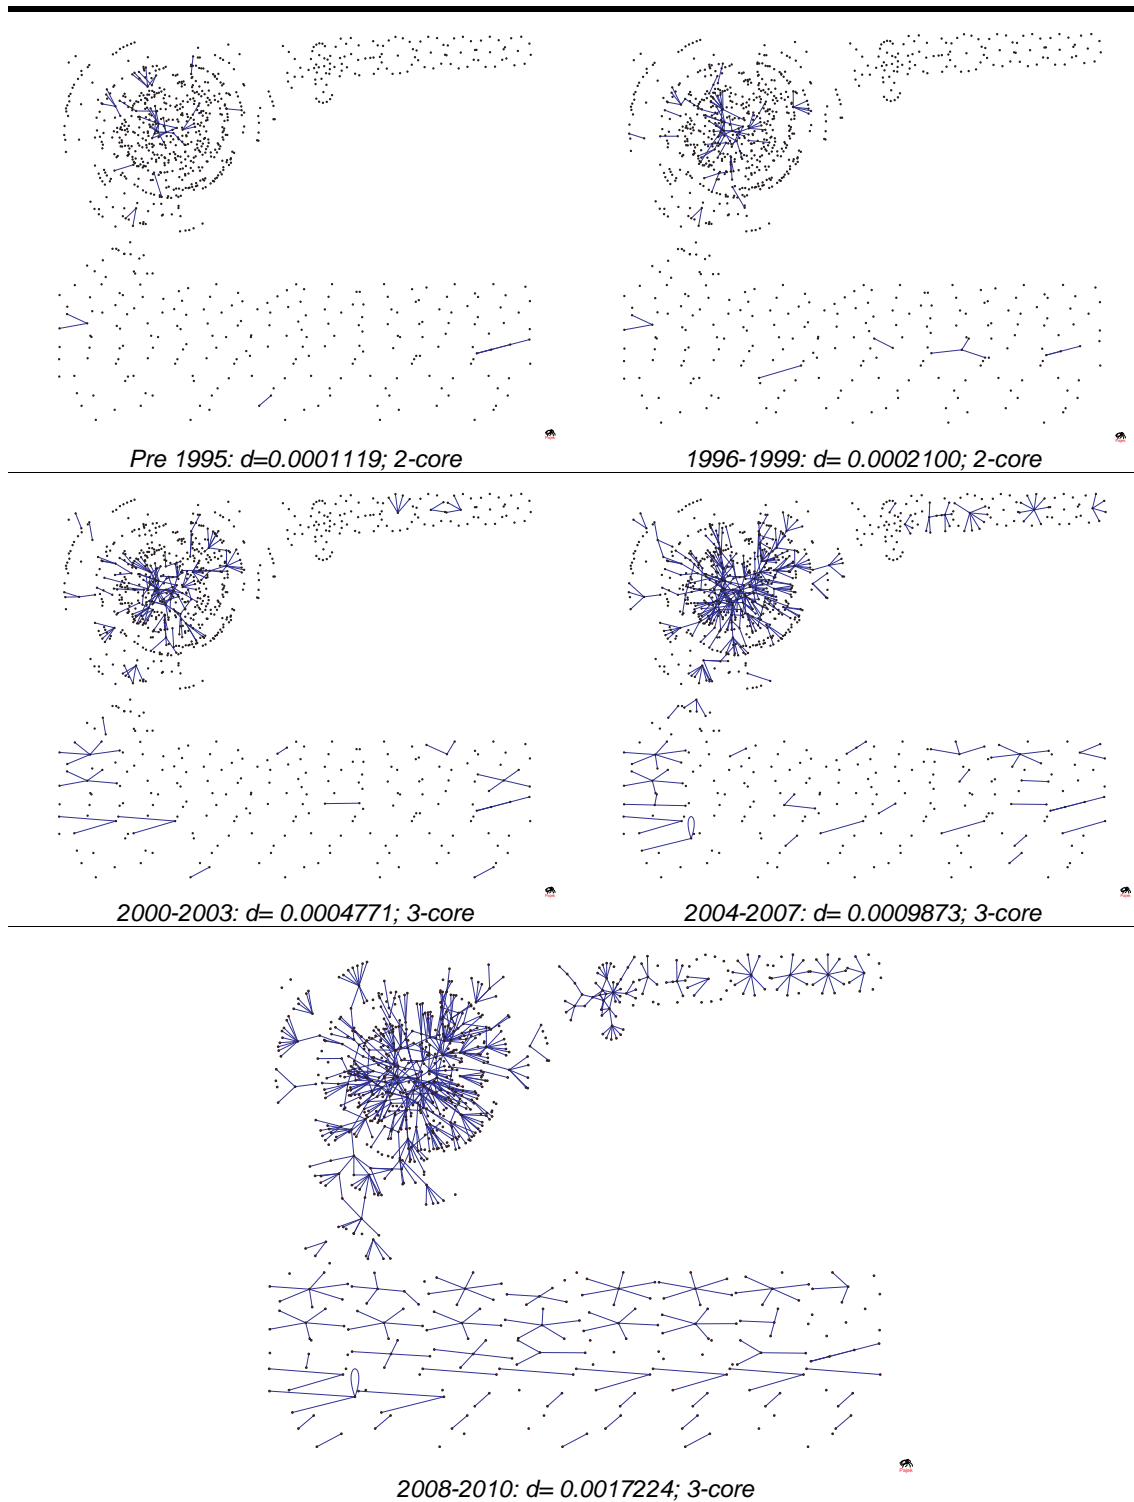 Pre 1995: d=0.0001119; 2-core
1996-1999: d= 0.0002100; 2-core
2000-2003: d= 0.0004771; 3-core
2004-2007: d= 0.0009873; 3-core
Pajek
2008-2010: d= 0.0017224; 3-core